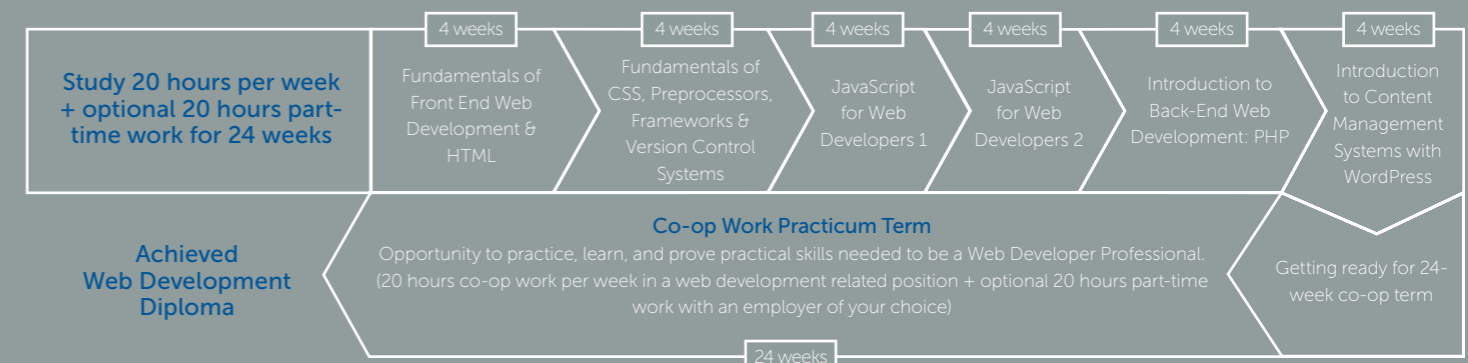 Study 20 hours per week
+ optional 20 hours part-
time work for 24 weeks
4 weeks
Fundamentals of
Front End Web
Development &
HTML
4 weeks
Fundamentals of
CSS, Preprocessors,
Frameworks &
Version Control
Systems
4 weeks
JavaScript
for Web
Developers 1
4 weeks
JavaScript
for Web
Developers 2
4 weeks
Introduction to
Back-End Web
Development: PHP
4 weeks
Introduction
to Content
Management
Systems with
WordPress
Getting ready for 24-
week co-op term
Co-op Work Practicum Term
Opportunity to practice, learn, and prove practical skills needed to be a Web Developer Professional.
(20 hours co-op work per week in a web development related position + optional 20 hours part-time
work with an employer of your choice)
24 weeks
Achieved
Web Development
Diploma